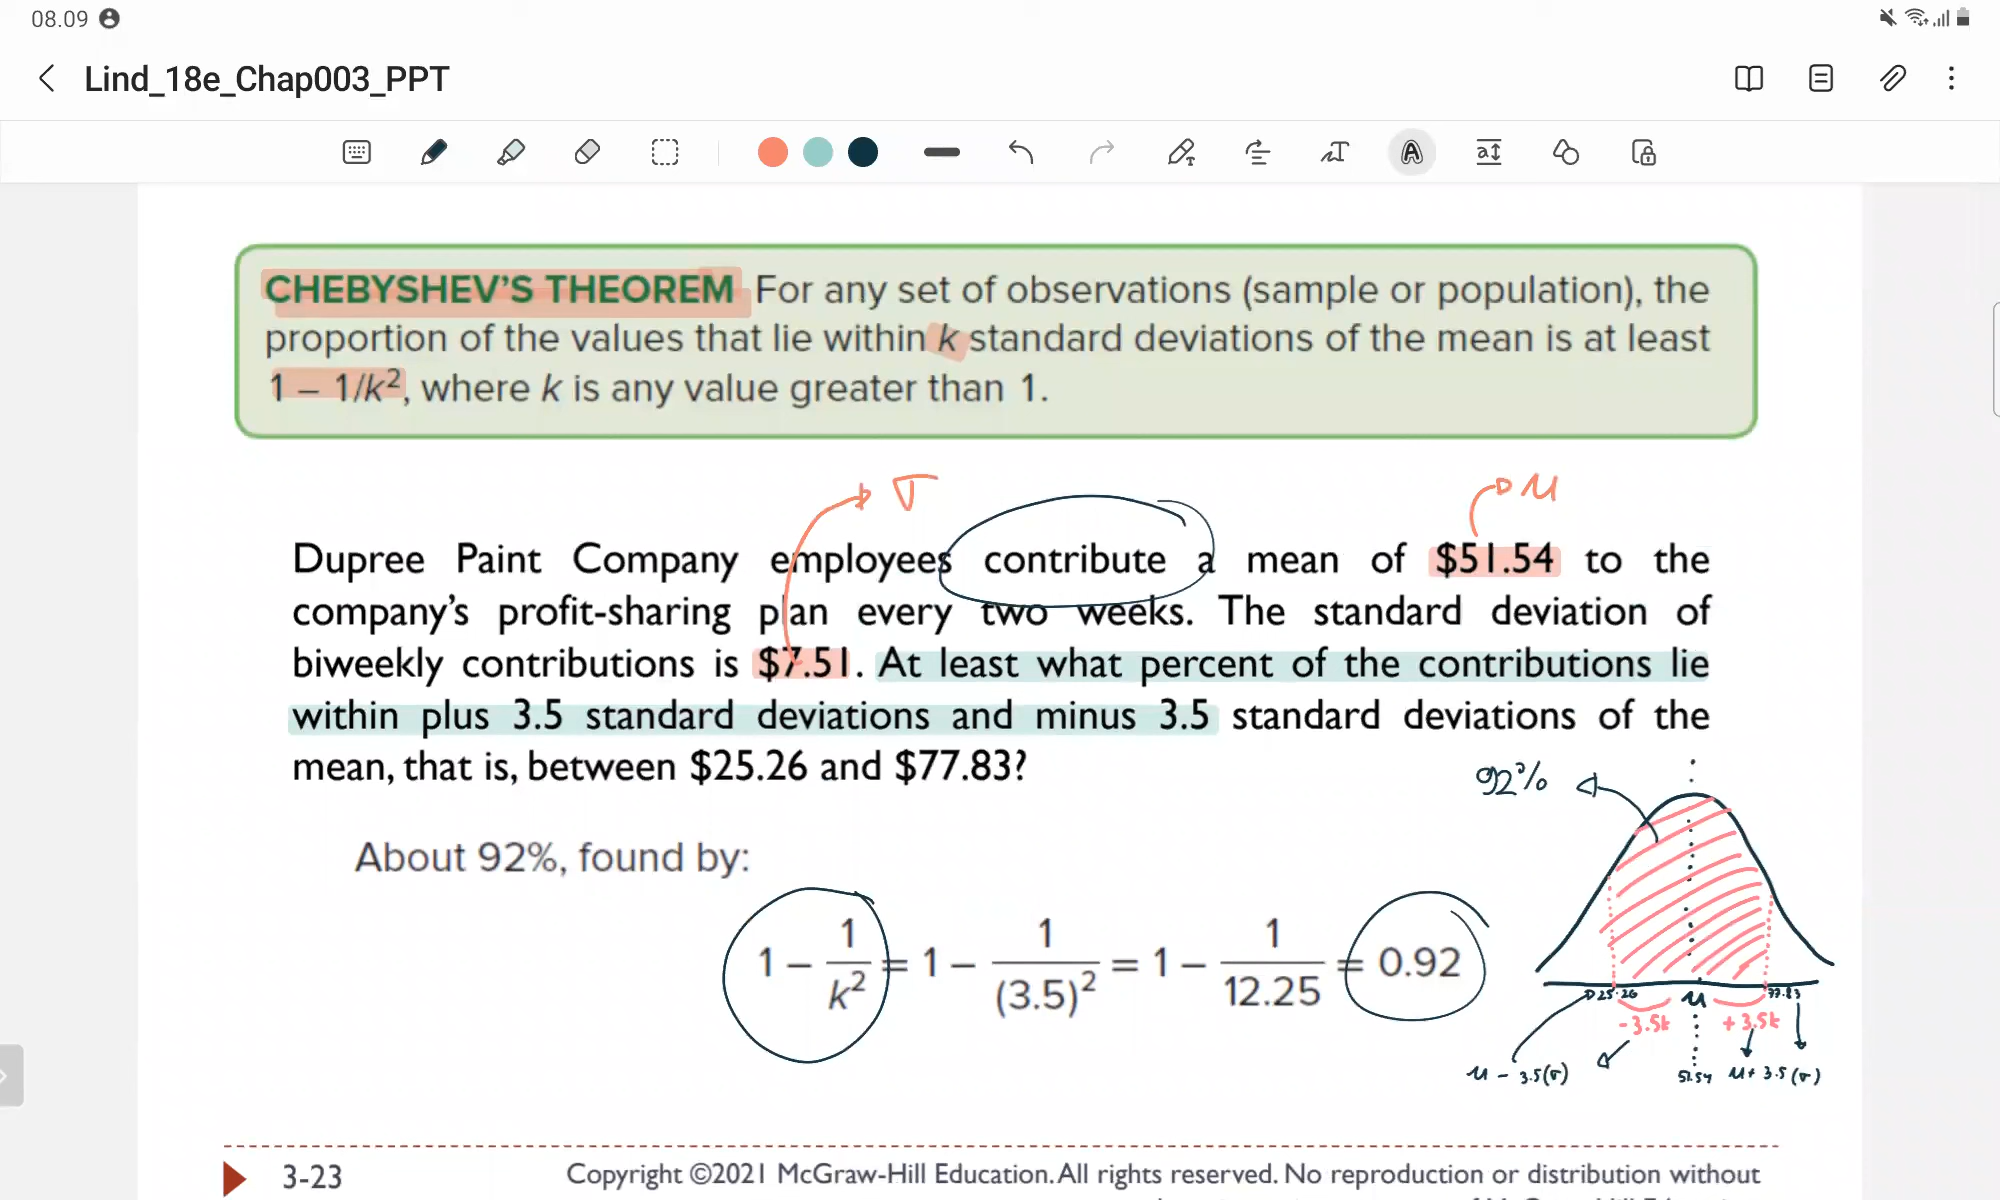 08.09
Lind_18e_Chap003_PPT
CHEBYSHEV'S THEOREM For any set of observations (sample or population), the
proportion of the values that lie within k standard deviations of the mean is at least
1 – 1/k², where k is any value greater than 1.
σ
μ
Dupree Paint Company employees contribute a mean of $51.54 to the
company's profit-sharing plan every two weeks. The standard deviation of
biweekly contributions is $7.51. At least what percent of the contributions lie
within plus 3.5 standard deviations and minus 3.5 standard deviations of the
mean, that is, between $25.26 and $77.83?
92%
About 92%, found by:
1 – 1/k² = 1 – 1/(3.5)² = 1 – 1/12.25 = 0.92
25.26 μ 77.83
-3.5k +3.5k
μ - 3.5(σ) 51.54 μ+ 3.5(σ)
3-23
Copyright ©2021 McGraw-Hill Education. All rights reserved. No reproduction or distribution without